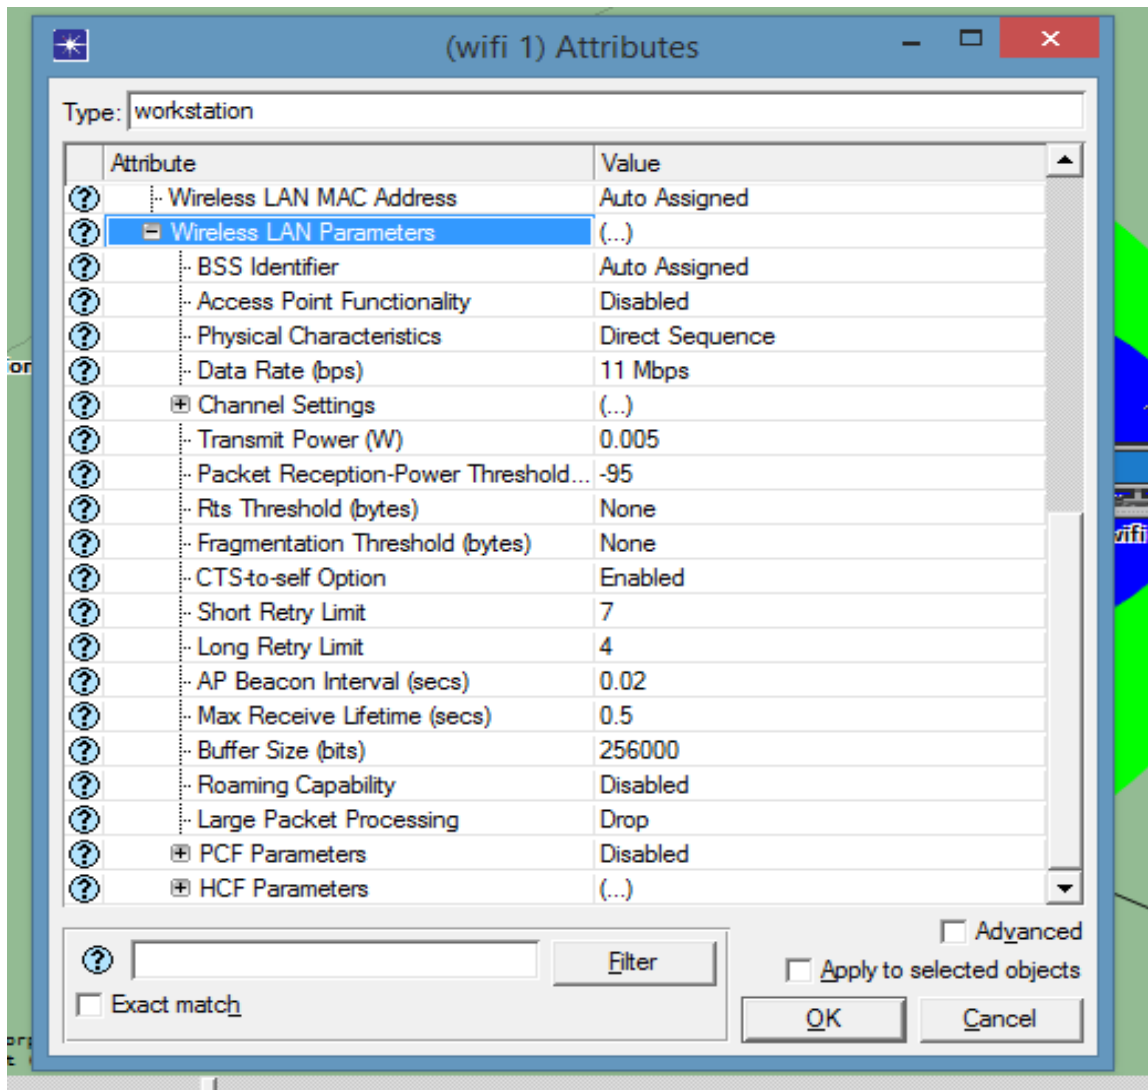 (wifi 1) Attributes
Type: workstation
Attribute Value
Wireless LAN MAC Address Auto Assigned
Wireless LAN Parameters (...)
BSS Identifier Auto Assigned
Access Point Functionality Disabled
Physical Characteristics Direct Sequence
Data Rate (bps) 11 Mbps
Channel Settings (...)
Transmit Power (W) 0.005
Packet Reception-Power Threshold... -95
Rts Threshold (bytes) None
Fragmentation Threshold (bytes) None
CTS-to-self Option Enabled
Short Retry Limit 7
Long Retry Limit 4
AP Beacon Interval (secs) 0.02
Max Receive Lifetime (secs) 0.5
Buffer Size (bits) 256000
Roaming Capability Disabled
Large Packet Processing Drop
PCF Parameters Disabled
HCF Parameters (...)
Advanced
Filter
Apply to selected objects
Exact match
OK Cancel